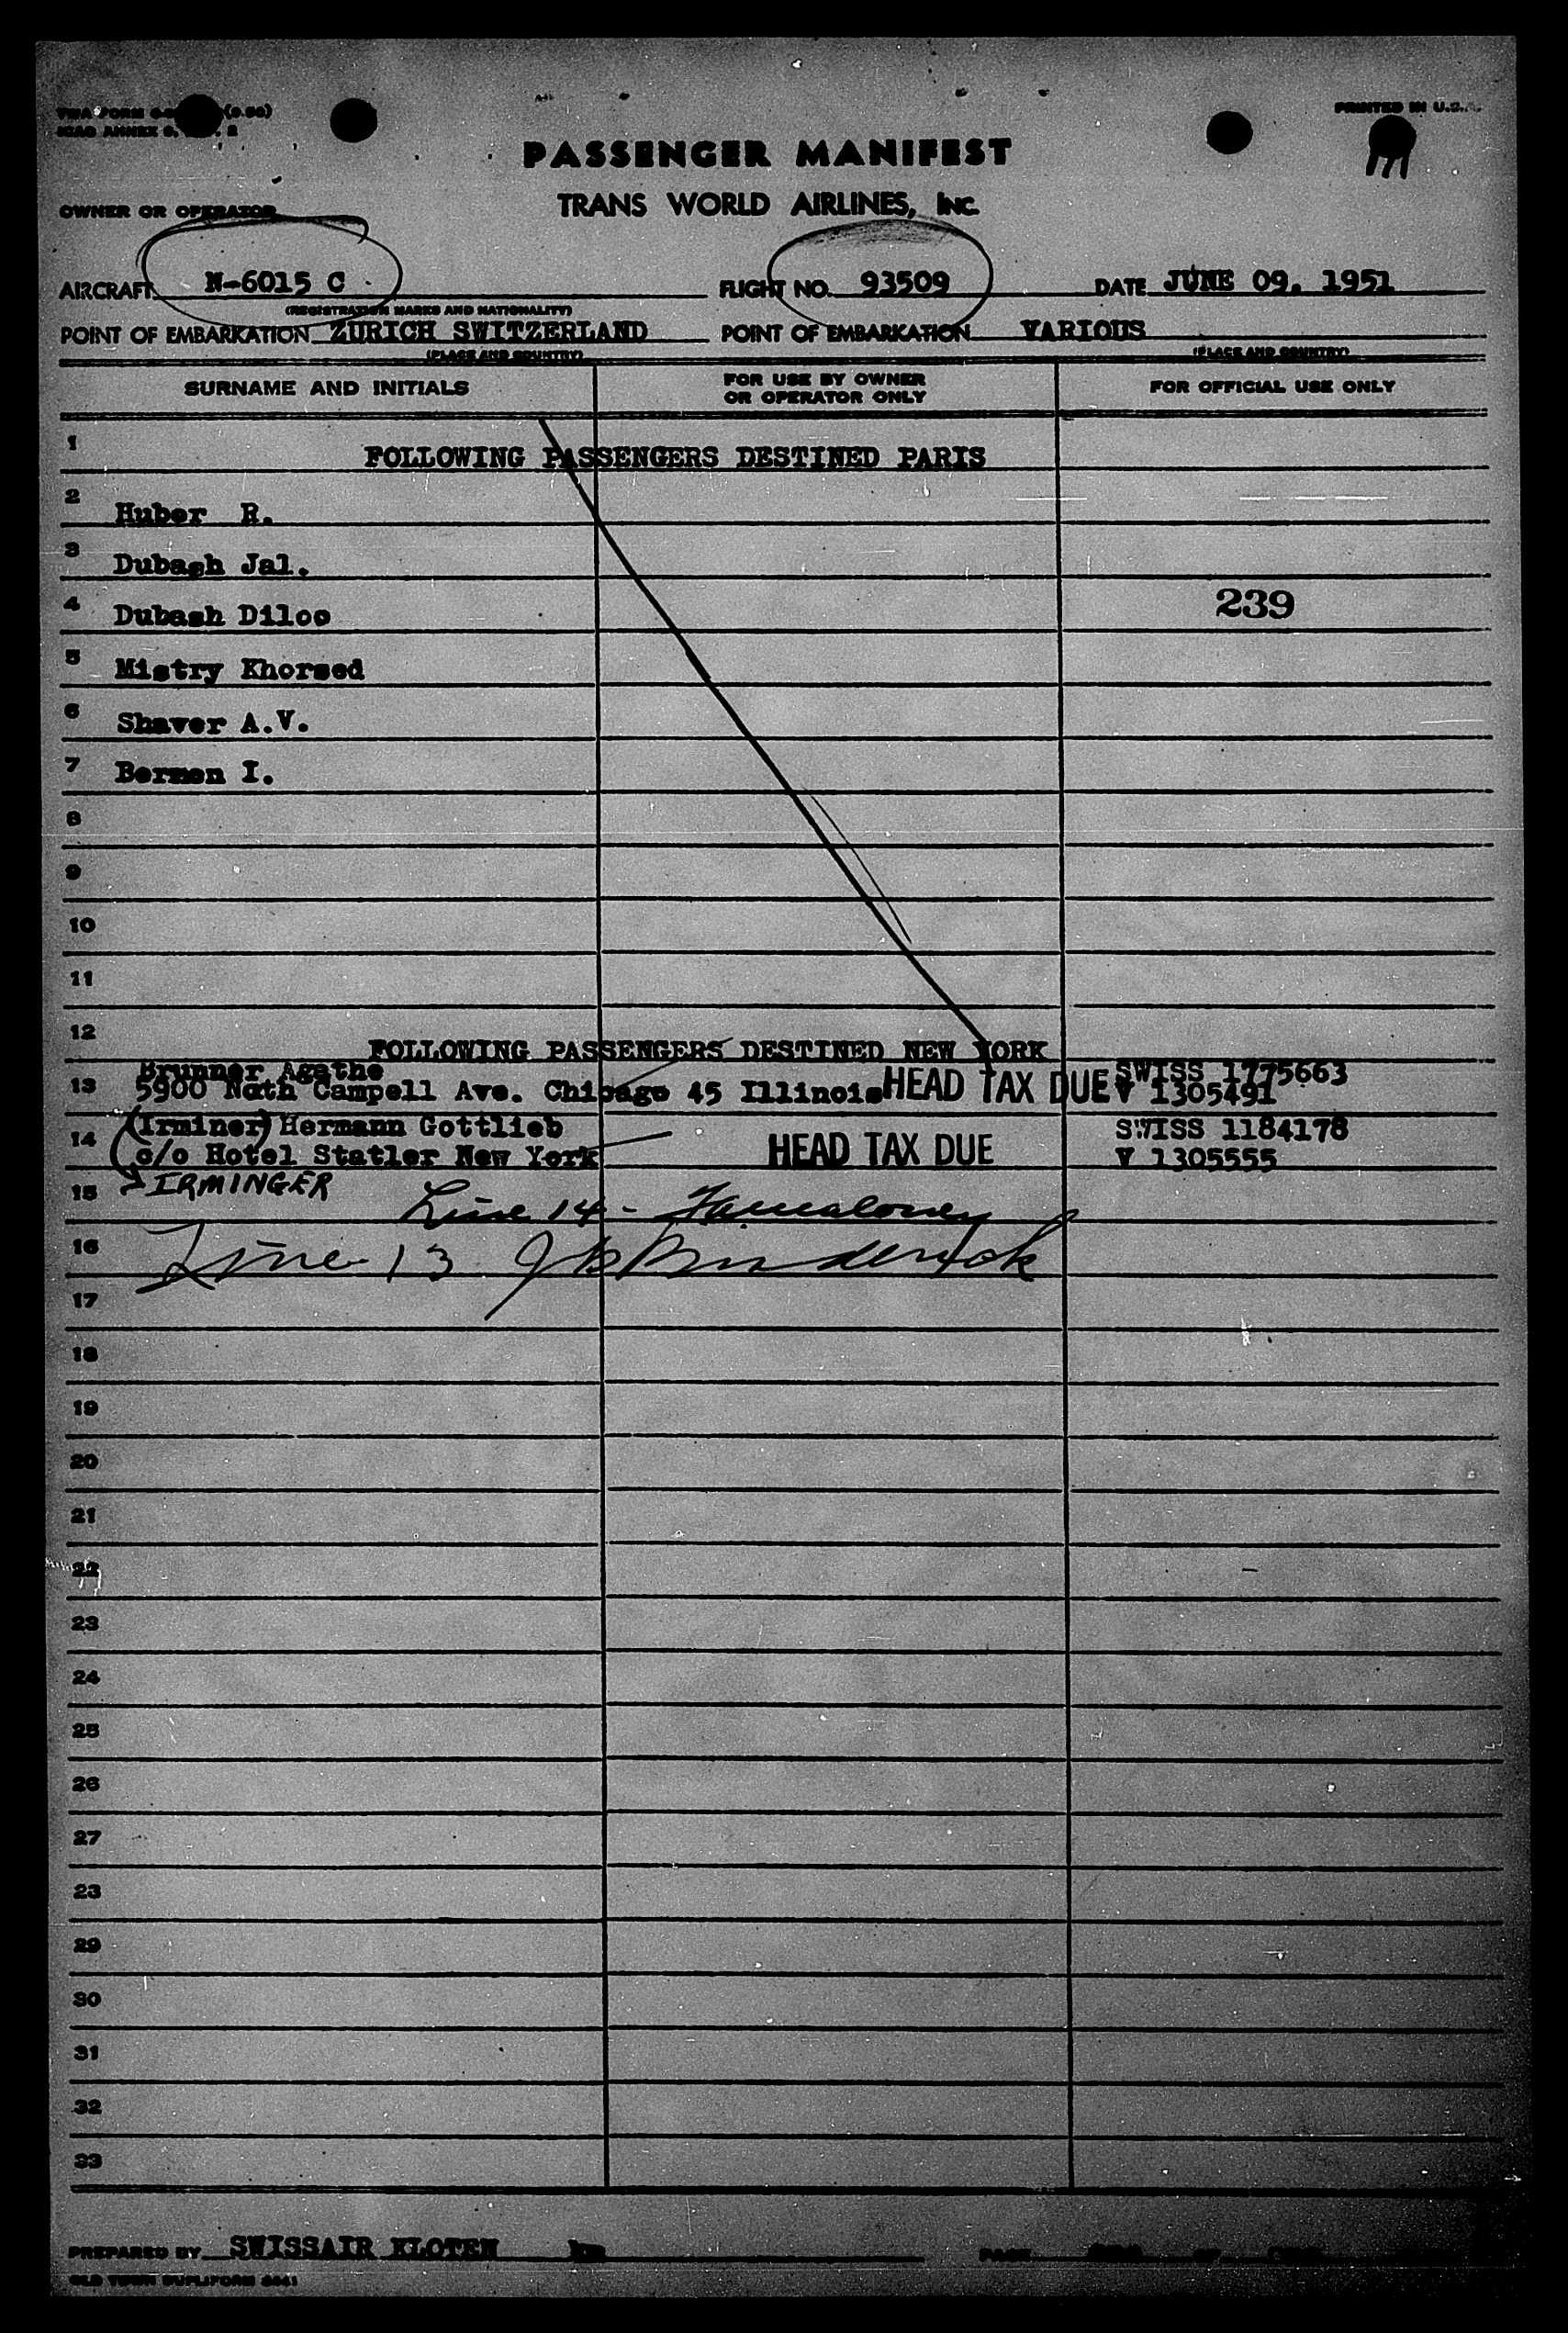 PRINTED IN U.S.A.
PASSENGER MANIFEST
TRANS WORLD AIRLINES, INC.
OWNER OR OPERATOR
AIRCRAFT N-6015 C FLIGHT NO. 93509 DATE JUNE 09. 1951
(REGISTRATION MARKS AND NATIONALITY)
POINT OF EMBARKATION ZURICH SWITZERLAND POINT OF EMBARKATION VARIOUS
(PLACE AND COUNTRY) (PLACE AND COUNTRY)
SURNAME AND INITIALS FOR USE BY OWNER OR OPERATOR ONLY FOR OFFICIAL USE ONLY
1 FOLLOWING PASSENGERS DESTINED PARIS
2 Huber R.
3 Dubash Jal.
4 Dubash Diloo 239
5 Mistry Khorsed
6 Shaver A.V.
7 Bermen I.
8
9
10
11
12 FOLLOWING PASSENGERS DESTINED NEW YORK
Brunner Agathe SWISS 1775663
13 5900 Noth Campell Ave. Chicago 45 Illinois HEAD TAX DUE V 1305491
(Irminer) Hermann Gottlieb SWISS 1184178
14 c/o Hotel Statler New York HEAD TAX DUE V 1305555
15 IRMINGER
Line 14 -
16 Line 13
17
18
19
20
21
22
23
24
25
26
27
23
29
30
31
32
33
PREPARED BY SWISSAIR KLOTEN